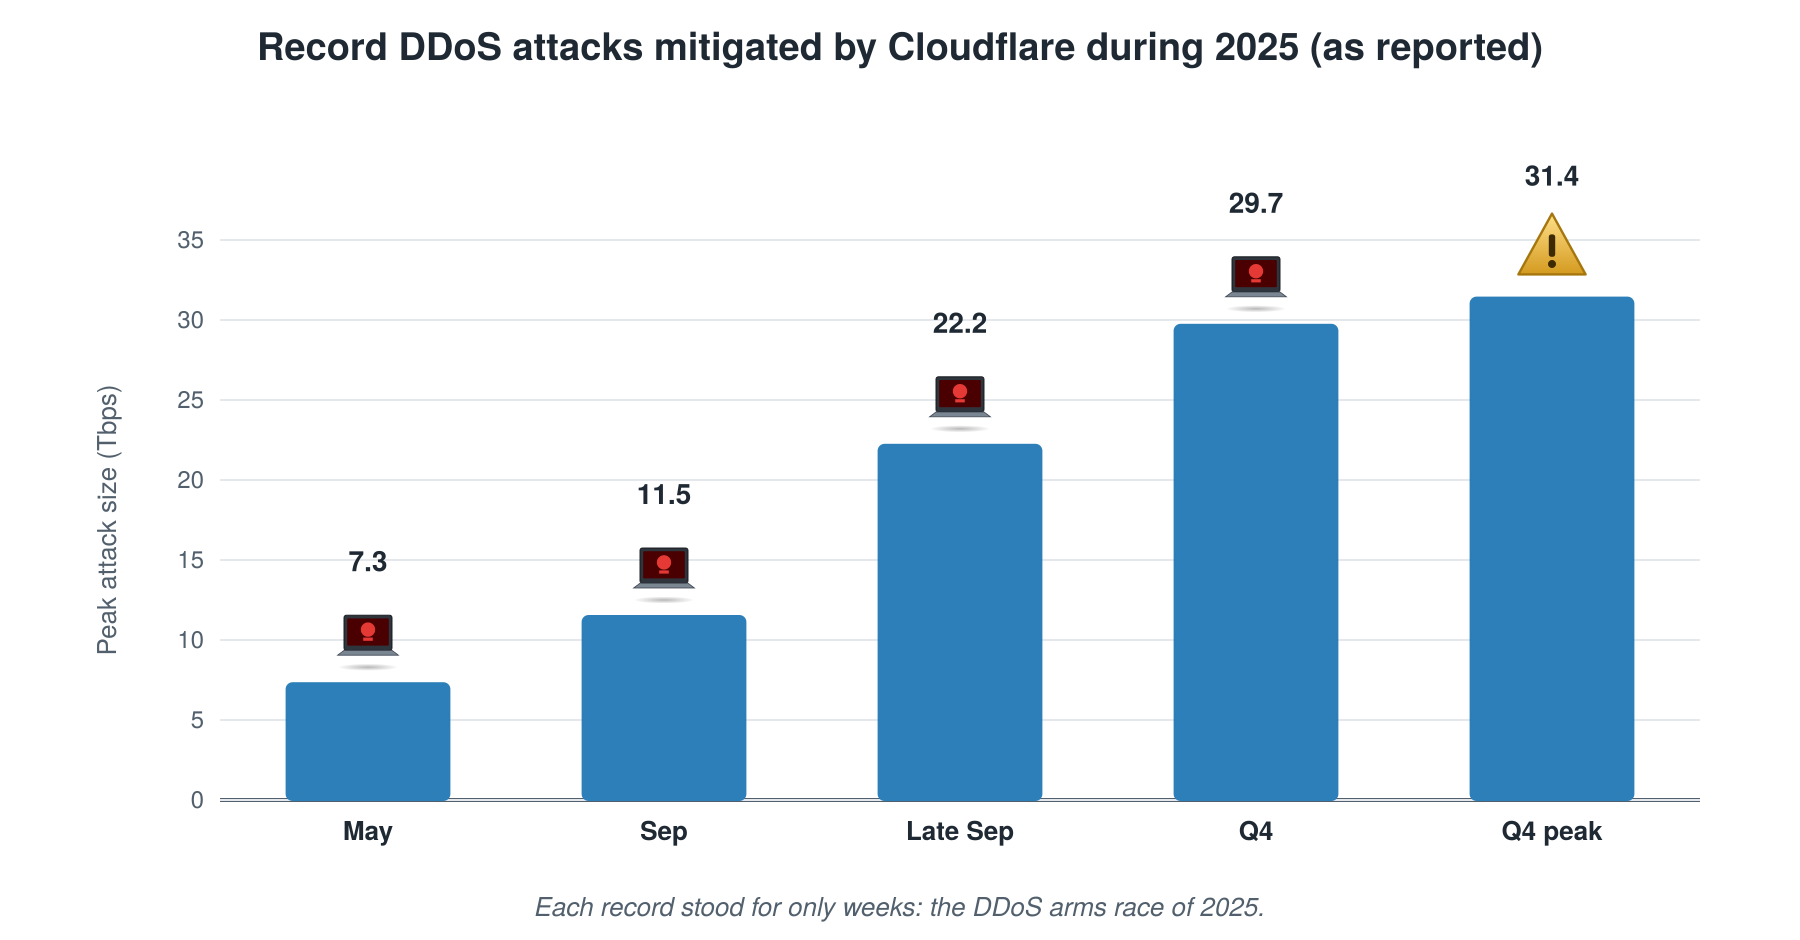 Record DDoS attacks mitigated by Cloudflare during 2025 (as reported)
31.4
29.7
22.2
11.5
7.3
Peak attack size (Tbps)
35
30
25
20
15
10
5
0
May
Sep
Late Sep
Q4
Q4 peak
Each record stood for only weeks: the DDoS arms race of 2025.